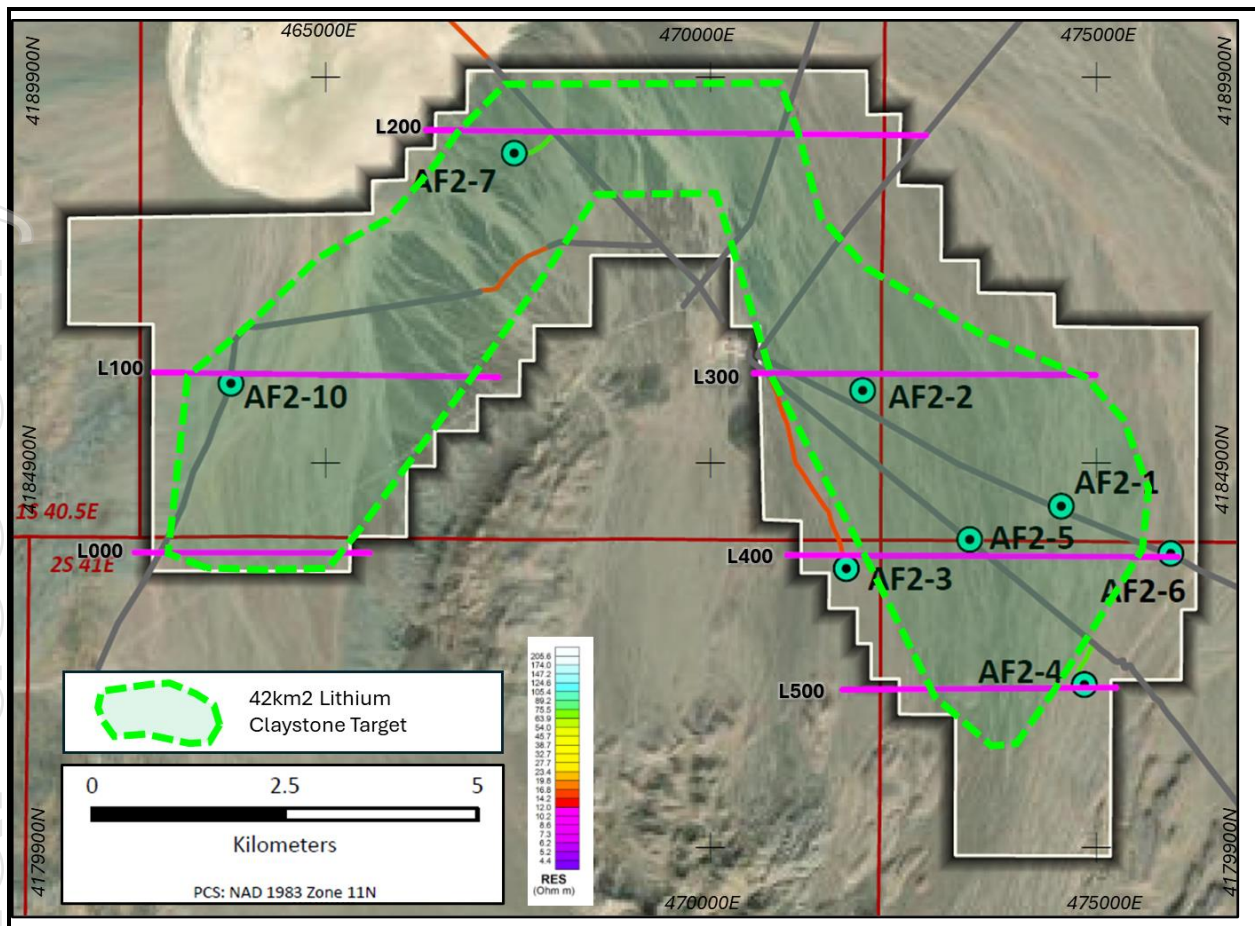 465000E
470000E
475000E
4189900N
4189900N
L200
AF2-7
L100
AF2-10
L300
AF2-2
4184900N
4184900N
AF2-1
1S 40.5E
AF2-5
L000
2S 41E
L400
AF2-3
AF2-6
AF2-4
L500
42km2 Lithium
Claystone Target
205.6
174.0
147.2
124.6
105.4
89.2
75.5
63.9
54.0
45.7
38.7
32.7
27.7
23.4
19.8
16.8
14.2
12.0
10.2
8.6
7.3
6.2
5.2
4.4
RES
(Ohm m)
0 2.5 5
Kilometers
PCS: NAD 1983 Zone 11N
4179900N
4179900N
470000E
475000E